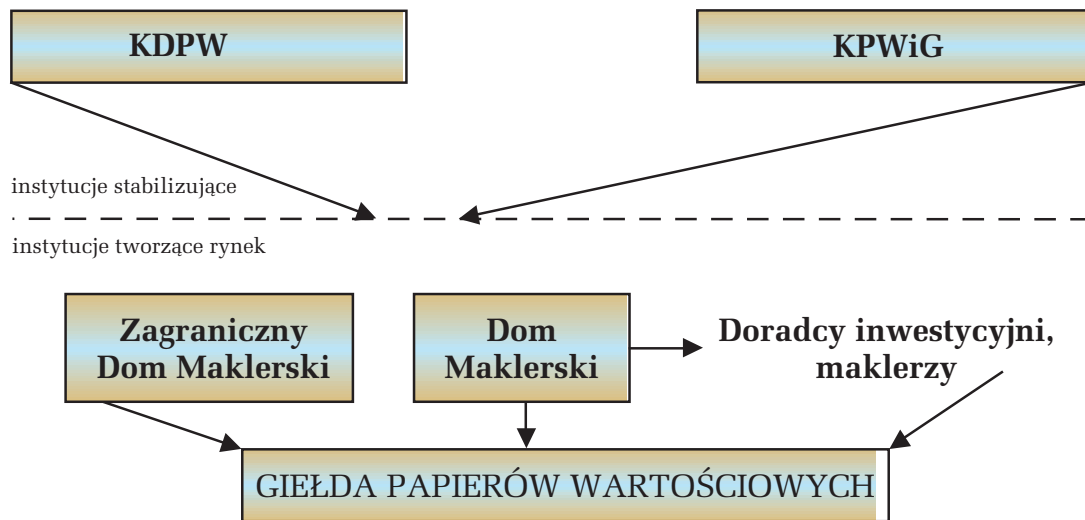 KDPW
KPWiG
instytucje stabilizujące
instytucje tworzące rynek
Zagraniczny
Dom Maklerski
Dom
Maklerski
Doradcy inwestycyjni,
maklerzy
GIEŁDA PAPIERÓW WARTOŚCIOWYCH